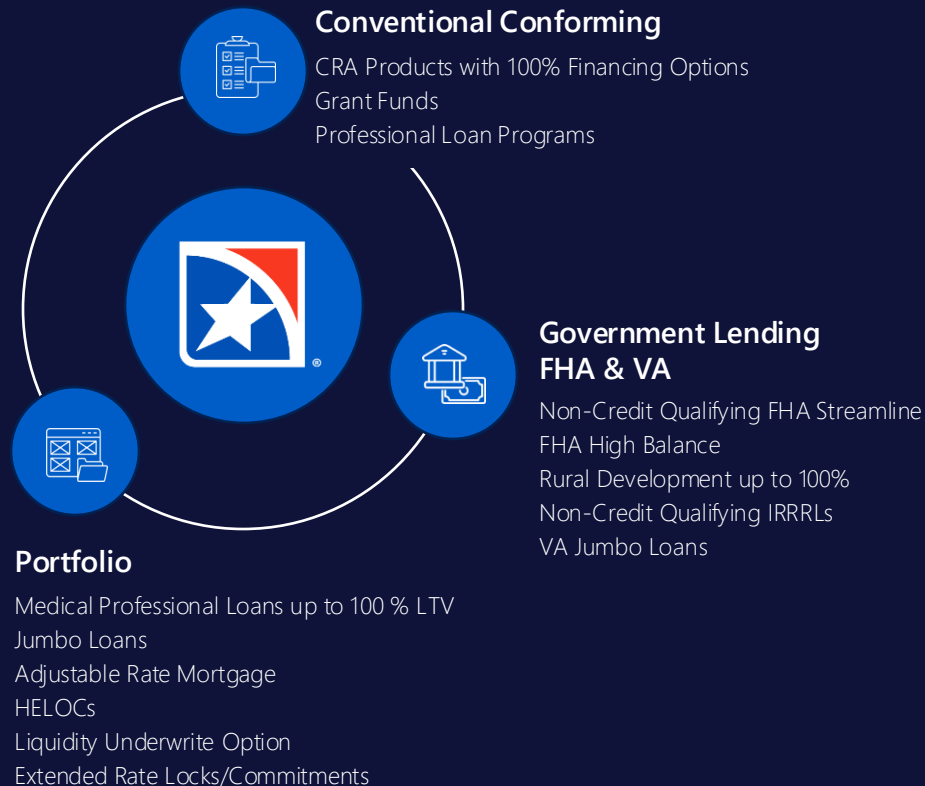 Conventional Conforming
CRA Products with 100% Financing Options
Grant Funds
Professional Loan Programs
®
Government Lending
FHA & VA
Non-Credit Qualifying FHA Streamline
FHA High Balance
Rural Development up to 100%
Non-Credit Qualifying IRRRLs
VA Jumbo Loans
Portfolio
Medical Professional Loans up to 100 % LTV
Jumbo Loans
Adjustable Rate Mortgage
HELOCs
Liquidity Underwrite Option
Extended Rate Locks/Commitments